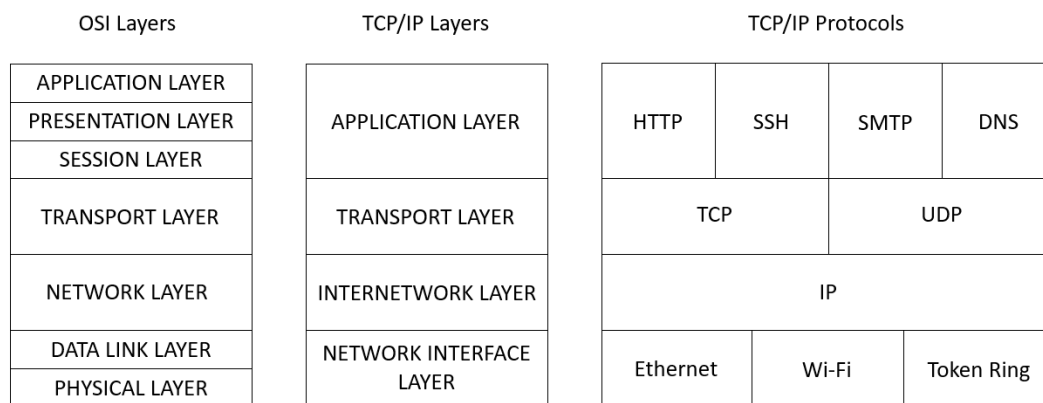 OSI Layers
TCP/IP Layers
TCP/IP Protocols
APPLICATION LAYER
PRESENTATION LAYER
SESSION LAYER
TRANSPORT LAYER
NETWORK LAYER
DATA LINK LAYER
PHYSICAL LAYER
APPLICATION LAYER
TRANSPORT LAYER
INTERNETWORK LAYER
NETWORK INTERFACE
LAYER
HTTP
SSH
SMTP
DNS
TCP
UDP
IP
Ethernet
Wi-Fi
Token Ring